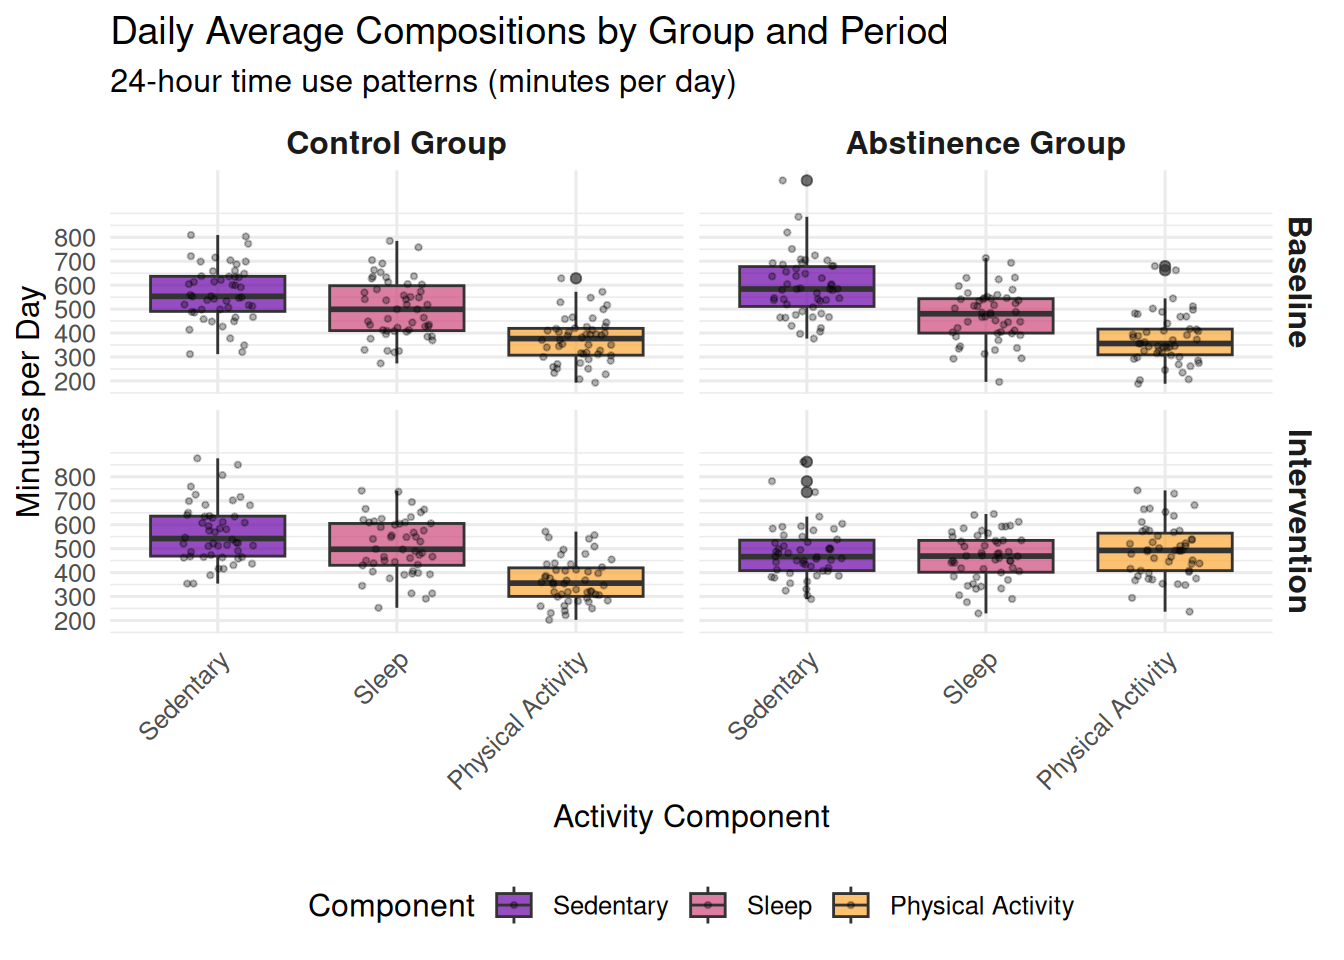 Daily Average Compositions by Group and Period
24-hour time use patterns (minutes per day)
Control Group
Abstinence Group
Minutes per Day
800
700
600
500
400
300
200
Baseline
800
700
600
500
400
300
200
Intervention
Sedentary
Sleep
Physical Activity
Sedentary
Sleep
Physical Activity
Activity Component
Component Sedentary Sleep Physical Activity